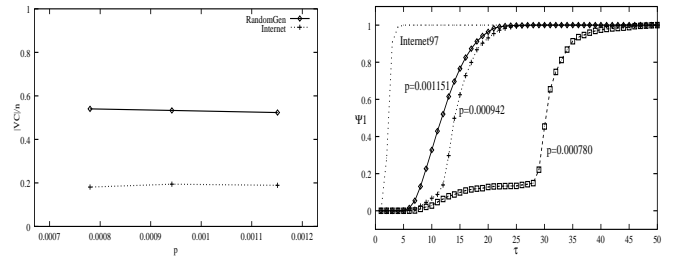 1
0.8
0.6
0.4
0.2
0
|VC|/n
RandomGen
Internet
0.0007
0.0008
0.0009
0.001
0.0011
0.0012
p
1
0.8
0.6
0.4
0.2
0
Ψ1
Internet97
p=0.001151
p=0.000942
p=0.000780
0
5
10
15
20
25
30
35
40
45
50
τ